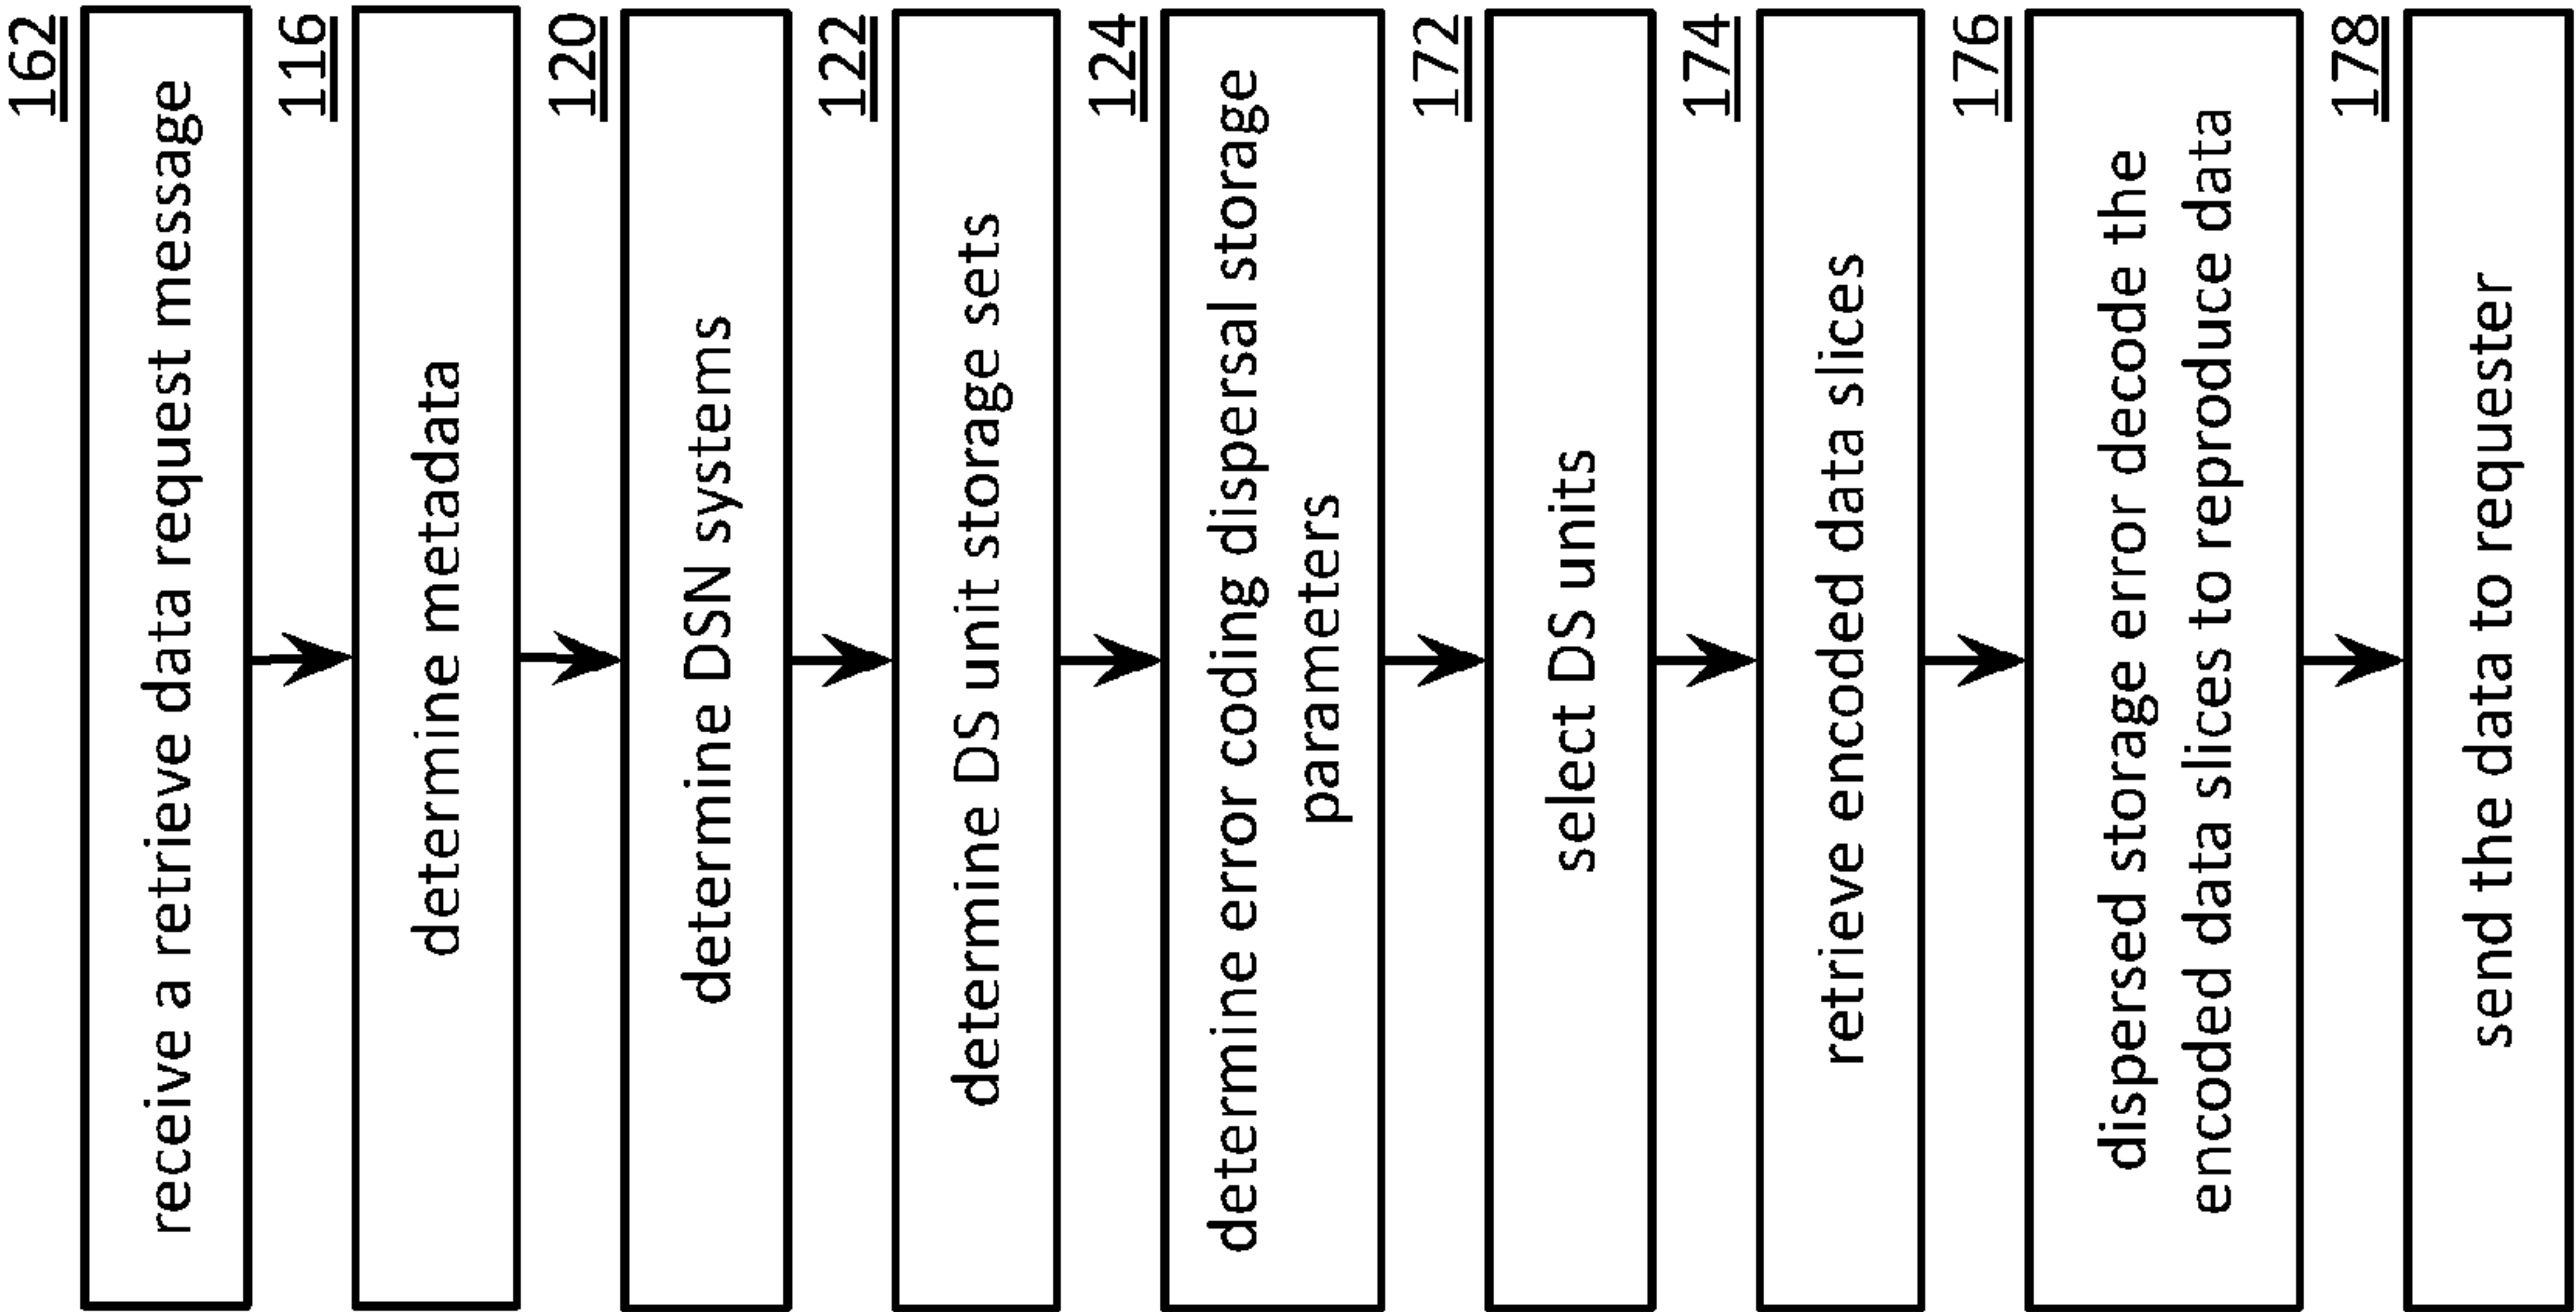 162
receive a retrieve data request message
116
determine metadata
120
determine DSN systems
122
determine DS unit storage sets
124
determine error coding dispersal storage
parameters
172
select DS units
174
retrieve encoded data slices
176
dispersed storage error decode the
encoded data slices to reproduce data
178
send the data to requester